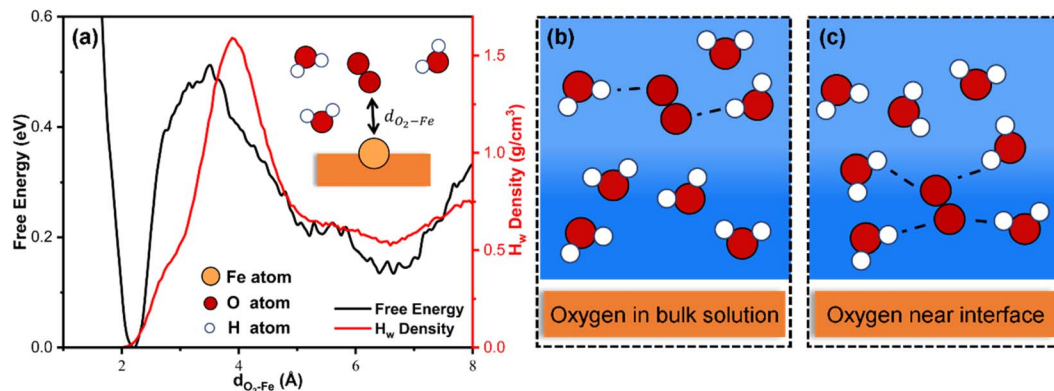 (a)
0.6
0.4
0.2
0.0
Free Energy (eV)
2
4
6
8
d_O2-Fe (Å)
1.5
1.0
0.5
0.0
H_w Density (g/cm³)
H
O
H
O
O
H
O
H
H
O
H
d_O2−Fe
Fe atom
O atom
H atom
Free Energy
H_w Density
(b)
Oxygen in bulk solution
(c)
Oxygen near interface